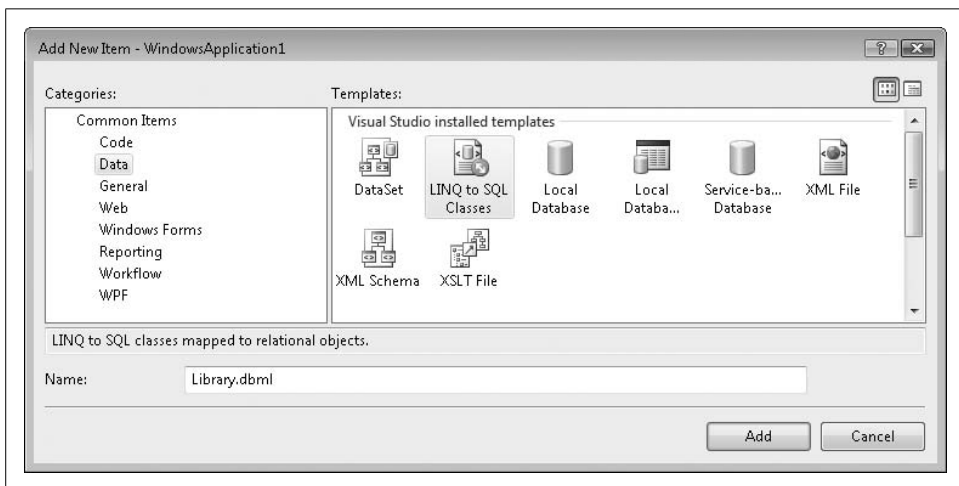 Add New Item - WindowsApplication1
Categories:
Templates:
Common Items
Code
Data
General
Web
Windows Forms
Reporting
Workflow
WPF
Visual Studio installed templates
DataSet
LINQ to SQL
Classes
Local
Database
Local
Databa...
Service-ba...
Database
XML File
XML Schema
XSLT File
LINQ to SQL classes mapped to relational objects.
Name:
Library.dbml
Add
Cancel